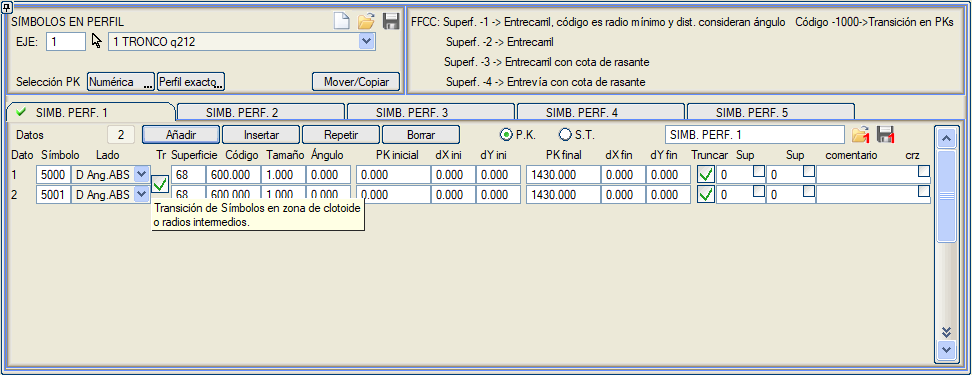 SÍMBOLOS EN PERFIL
EJE: 1 1 TRONCO q212
Selección PK Numérica ... Perfil exacto... Mover/Copiar
FFCC: Superf. -1 -> Entrecarril, código es radio mínimo y dist. consideran ángulo Código -1000->Transición en PKs
Superf. -2 -> Entrecarril
Superf. -3 -> Entrecarril con cota de rasante
Superf. -4 -> Entrevía con cota de rasante
SIMB. PERF. 1 SIMB. PERF. 2 SIMB. PERF. 3 SIMB. PERF. 4 SIMB. PERF. 5
Datos 2 Añadir Insertar Repetir Borrar P.K. S.T. SIMB. PERF. 1
Dato Símbolo Lado Tr Superficie Código Tamaño Ángulo PK inicial dX ini dY ini PK final dX fin dY fin Truncar Sup Sup comentario crz
1 5000 D Ang.ABS 68 600.000 1.000 0.000 0.000 0.000 0.000 1430.000 0.000 0.000 0 0
2 5001 D Ang.ABS 68 600.000 1.000 0.000 0.000 0.000 0.000 1430.000 0.000 0.000 0 0
Transición de Símbolos en zona de clotoide
o radios intermedios.